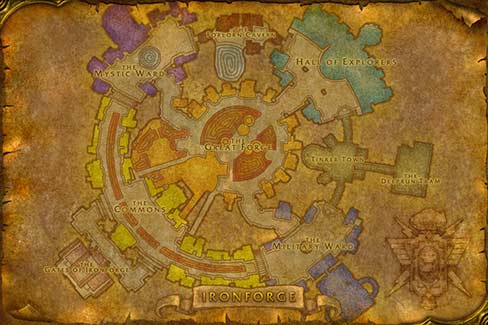 FORLORN CAVERN
THE
MYSTIC WARD
HALL OF EXPLORERS
THE
GREAT FORGE
TINKER TOWN
THE
DEEPRUN TRAM
THE
COMMONS
THE
MILITARY WARD
THE
GATES OF IRONFORGE
IRONFORGE